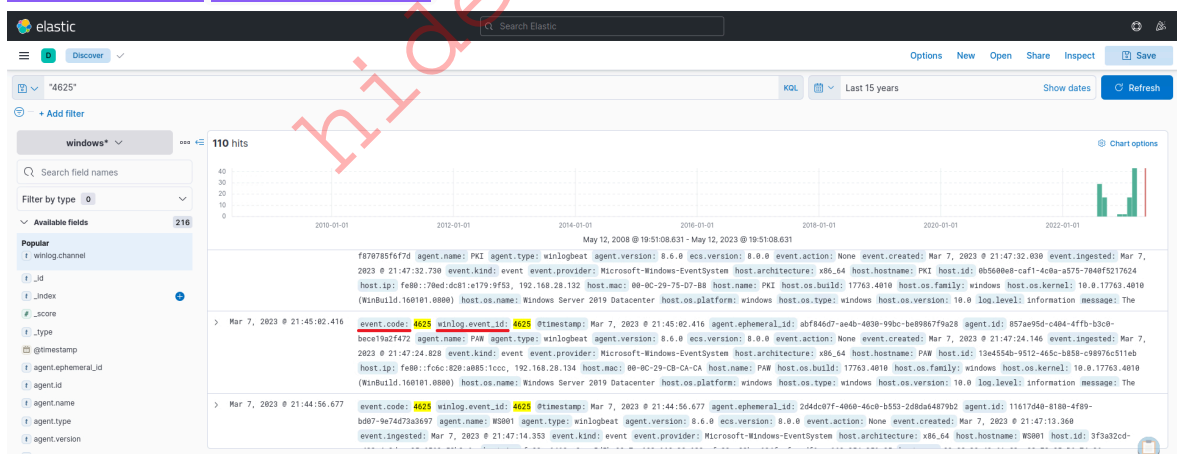 elastic
Search Elastic
D Discover Options New Open Share Inspect Save
"4625" KQL Last 15 years Show dates Refresh
+ Add filter
windows* 110 hits Chart options
Search field names
Filter by type 0
Available fields 216
Popular
winlog.channel
_id
_index
_score
_type
@timestamp
agent.ephemeral_id
agent.id
agent.name
agent.type
agent.version
40
30
20
10
0
2010-01-01 2012-01-01 2014-01-01 2016-01-01 2018-01-01 2020-01-01 2022-01-01
May 12, 2008 @ 19:51:08.631 - May 12, 2023 @ 19:51:08.631
f870785f6f7d agent.name: PKI agent.type: winlogbeat agent.version: 8.6.0 ecs.version: 8.0.0 event.action: None event.created: Mar 7, 2023 @ 21:47:32.030 event.ingested: Mar 7,
2023 @ 21:47:32.730 event.kind: event event.provider: Microsoft-Windows-EventSystem host.architecture: x86_64 host.hostname: PKI host.id: 0b5600e8-caf1-4c0a-a575-7040f5217624
host.ip: fe80::70ed:dc81:e179:9f53, 192.168.28.132 host.mac: 00-0C-29-75-D7-B8 host.name: PKI host.os.build: 17763.4010 host.os.family: windows host.os.kernel: 10.0.17763.4010
(WinBuild.160101.0800) host.os.name: Windows Server 2019 Datacenter host.os.platform: windows host.os.type: windows host.os.version: 10.0 log.level: information message: The
Mar 7, 2023 @ 21:45:02.416 event.code: 4625 winlog.event_id: 4625 @timestamp: Mar 7, 2023 @ 21:45:02.416 agent.ephemeral_id: abf846d7-ae4b-4030-99bc-be89867f9a28 agent.id: 857ae95d-c404-4ffb-b3c0-
bece19a2f472 agent.name: PAW agent.type: winlogbeat agent.version: 8.6.0 ecs.version: 8.0.0 event.action: None event.created: Mar 7, 2023 @ 21:47:24.146 event.ingested: Mar 7,
2023 @ 21:47:24.828 event.kind: event event.provider: Microsoft-Windows-EventSystem host.architecture: x86_64 host.hostname: PAW host.id: 13e4554b-9512-465c-b858-c98976c511eb
host.ip: fe80::fc6c:820:a085:1ccc, 192.168.28.134 host.mac: 00-0C-29-CB-CA-CA host.name: PAW host.os.build: 17763.4010 host.os.family: windows host.os.kernel: 10.0.17763.4010
(WinBuild.160101.0800) host.os.name: Windows Server 2019 Datacenter host.os.platform: windows host.os.type: windows host.os.version: 10.0 log.level: information message: The
Mar 7, 2023 @ 21:44:56.677 event.code: 4625 winlog.event_id: 4625 @timestamp: Mar 7, 2023 @ 21:44:56.677 agent.ephemeral_id: 2d4dc07f-4060-46c0-b553-2d8da64879b2 agent.id: 11617d40-8180-4f89-
bd07-9e74d73a3697 agent.name: WS001 agent.type: winlogbeat agent.version: 8.6.0 ecs.version: 8.0.0 event.action: None event.created: Mar 7, 2023 @ 21:47:13.360
event.ingested: Mar 7, 2023 @ 21:47:14.353 event.kind: event event.provider: Microsoft-Windows-EventSystem host.architecture: x86_64 host.hostname: WS001 host.id: 3f3a32cd-
hide